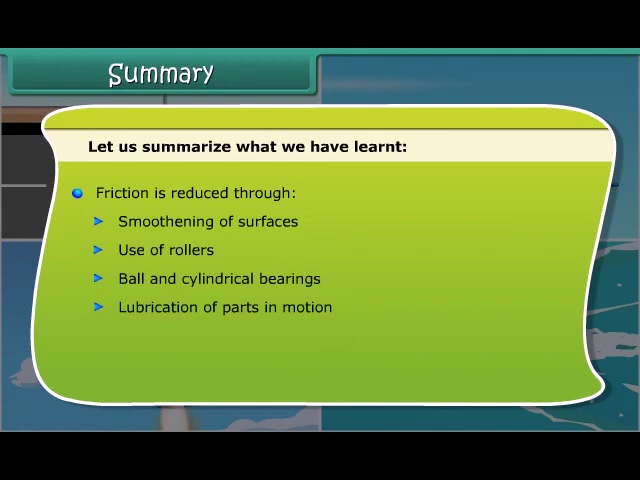 Summary
Let us summarize what we have learnt:
Friction is reduced through:
Smoothening of surfaces
Use of rollers
Ball and cylindrical bearings
Lubrication of parts in motion